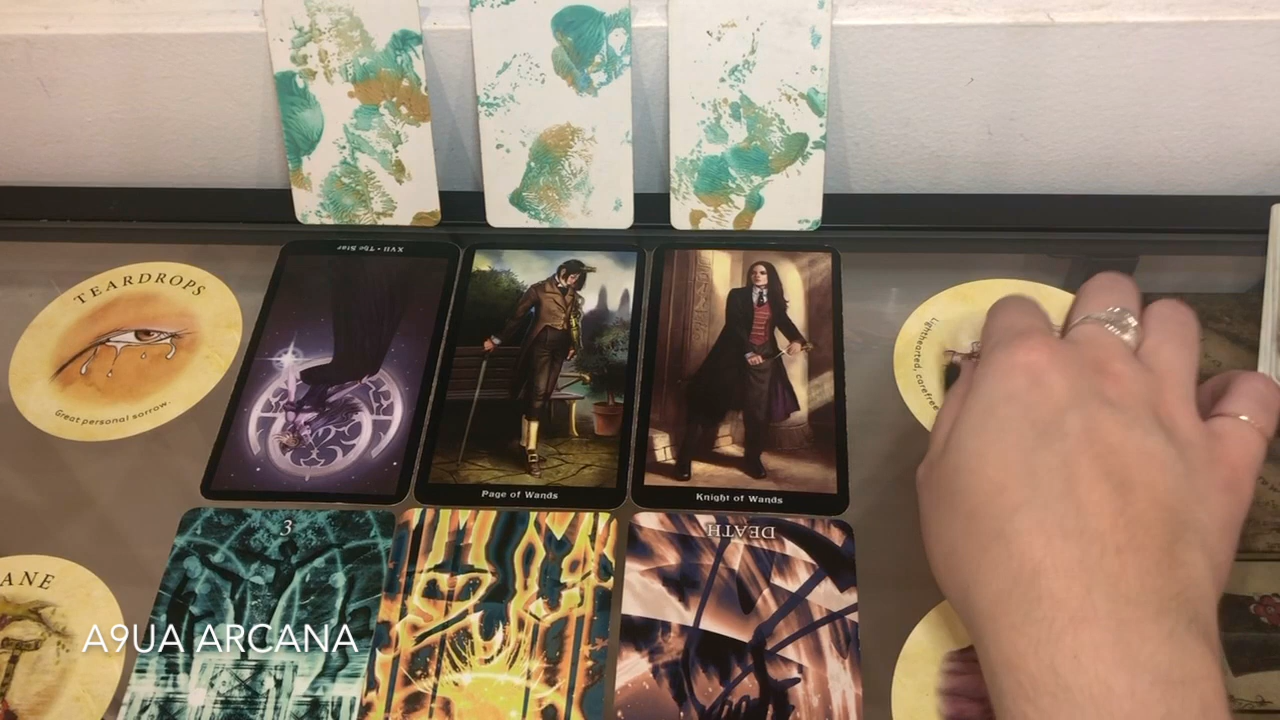 XVII • The Star
TEARDROPS
Great personal sorrow.
Page of Wands
Knight of Wands
Lighthearted, carefree
3
DEATH
ANE
A9UA ARCANA